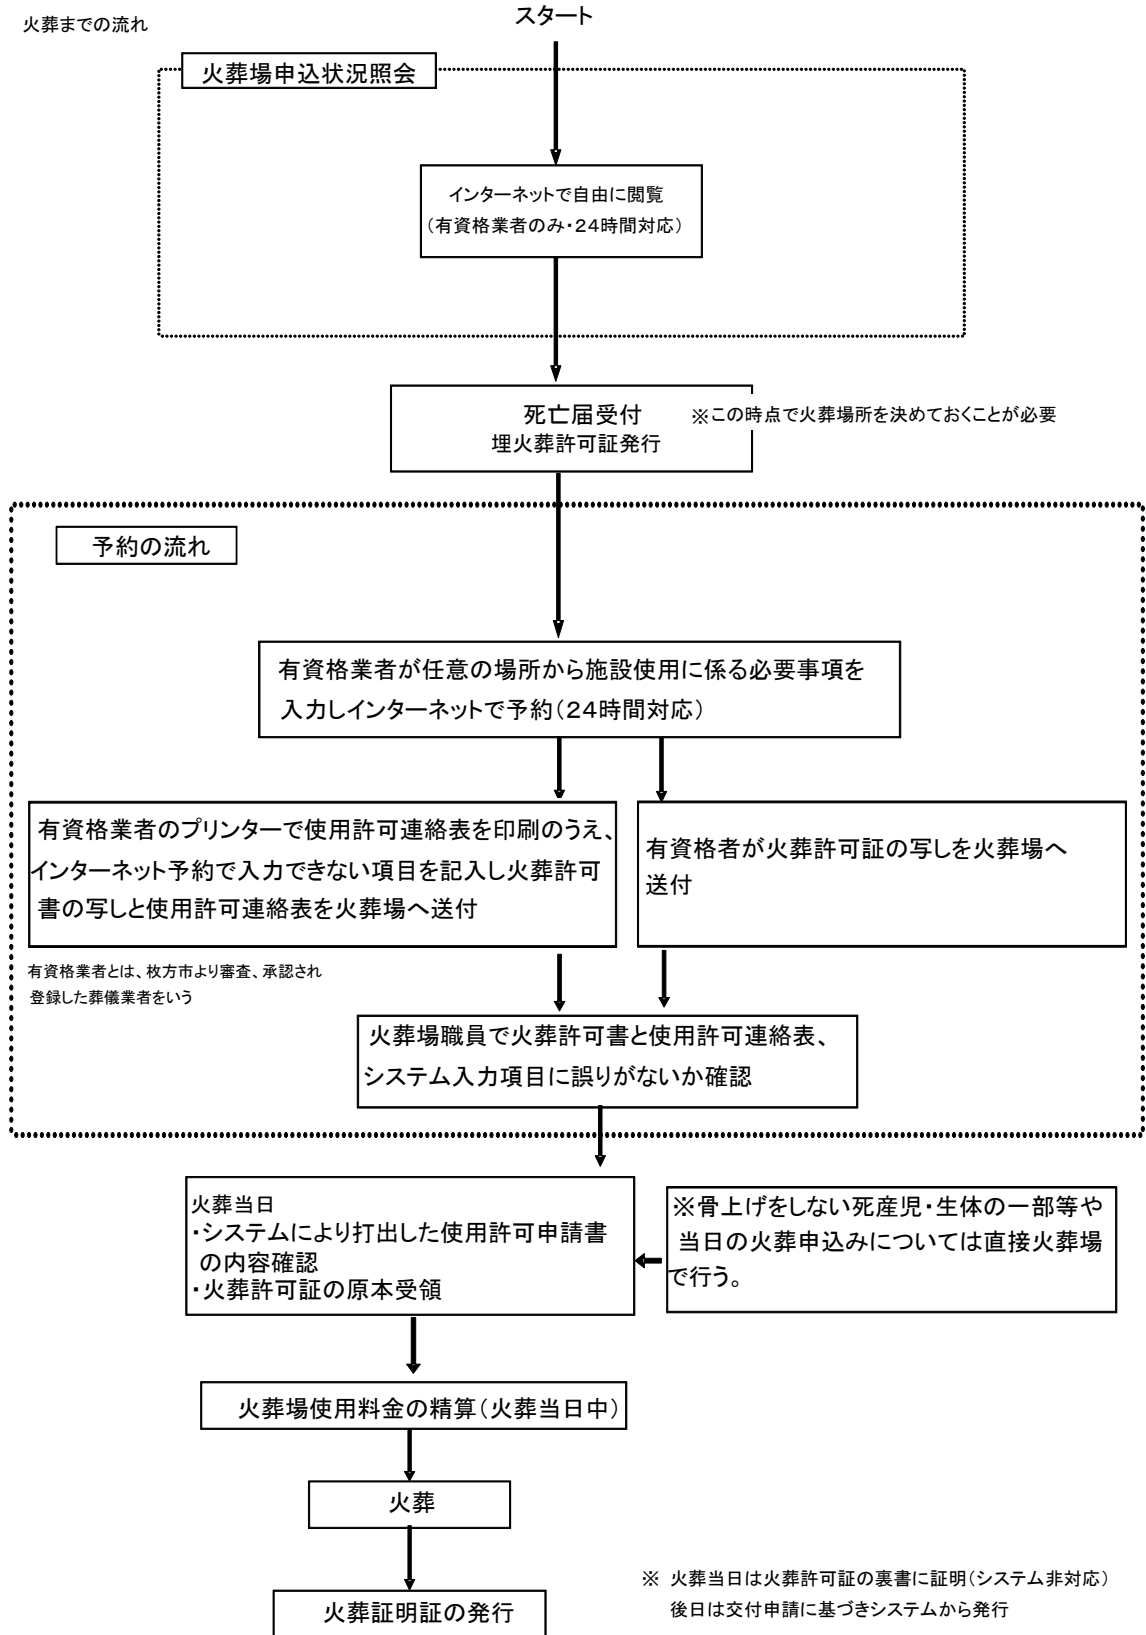 火葬までの流れ
スタート
火葬場申込状況照会
インターネットで自由に閲覧
(有資格業者のみ・24時間対応)
死亡届受付
埋火葬許可証発行
※この時点で火葬場所を決めておくことが必要
予約の流れ
有資格業者が任意の場所から施設使用に係る必要事項を
入力しインターネットで予約(24時間対応)
有資格業者のプリンターで使用許可連絡表を印刷のうえ、
インターネット予約で入力できない項目を記入し火葬許可
書の写しと使用許可連絡表を火葬場へ送付
有資格者が火葬許可証の写しを火葬場へ
送付
有資格業者とは、枚方市より審査、承認され
登録した葬儀業者をいう
火葬場職員で火葬許可書と使用許可連絡表、
システム入力項目に誤りがないか確認
火葬当日
・システムにより打出した使用許可申請書
の内容確認
・火葬許可証の原本受領
※骨上げをしない死産児・生体の一部等や
当日の火葬申込みについては直接火葬場
で行う。
火葬場使用料金の精算(火葬当日中)
火葬
火葬証明証の発行
※ 火葬当日は火葬許可証の裏書に証明(システム非対応)
後日は交付申請に基づきシステムから発行